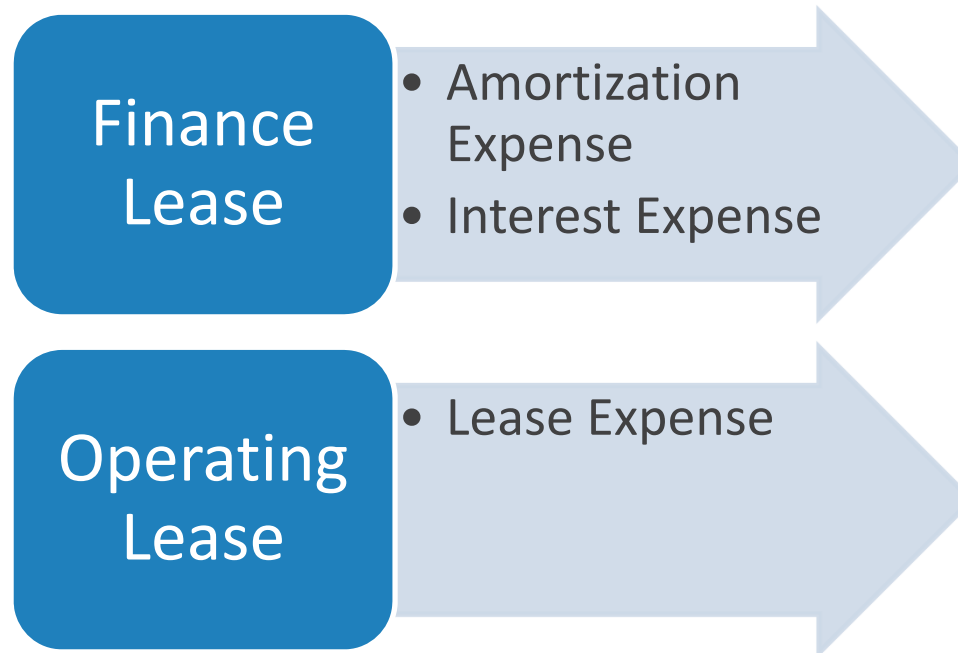 Finance
Lease
• Amortization
Expense
• Interest Expense
Operating
Lease
• Lease Expense